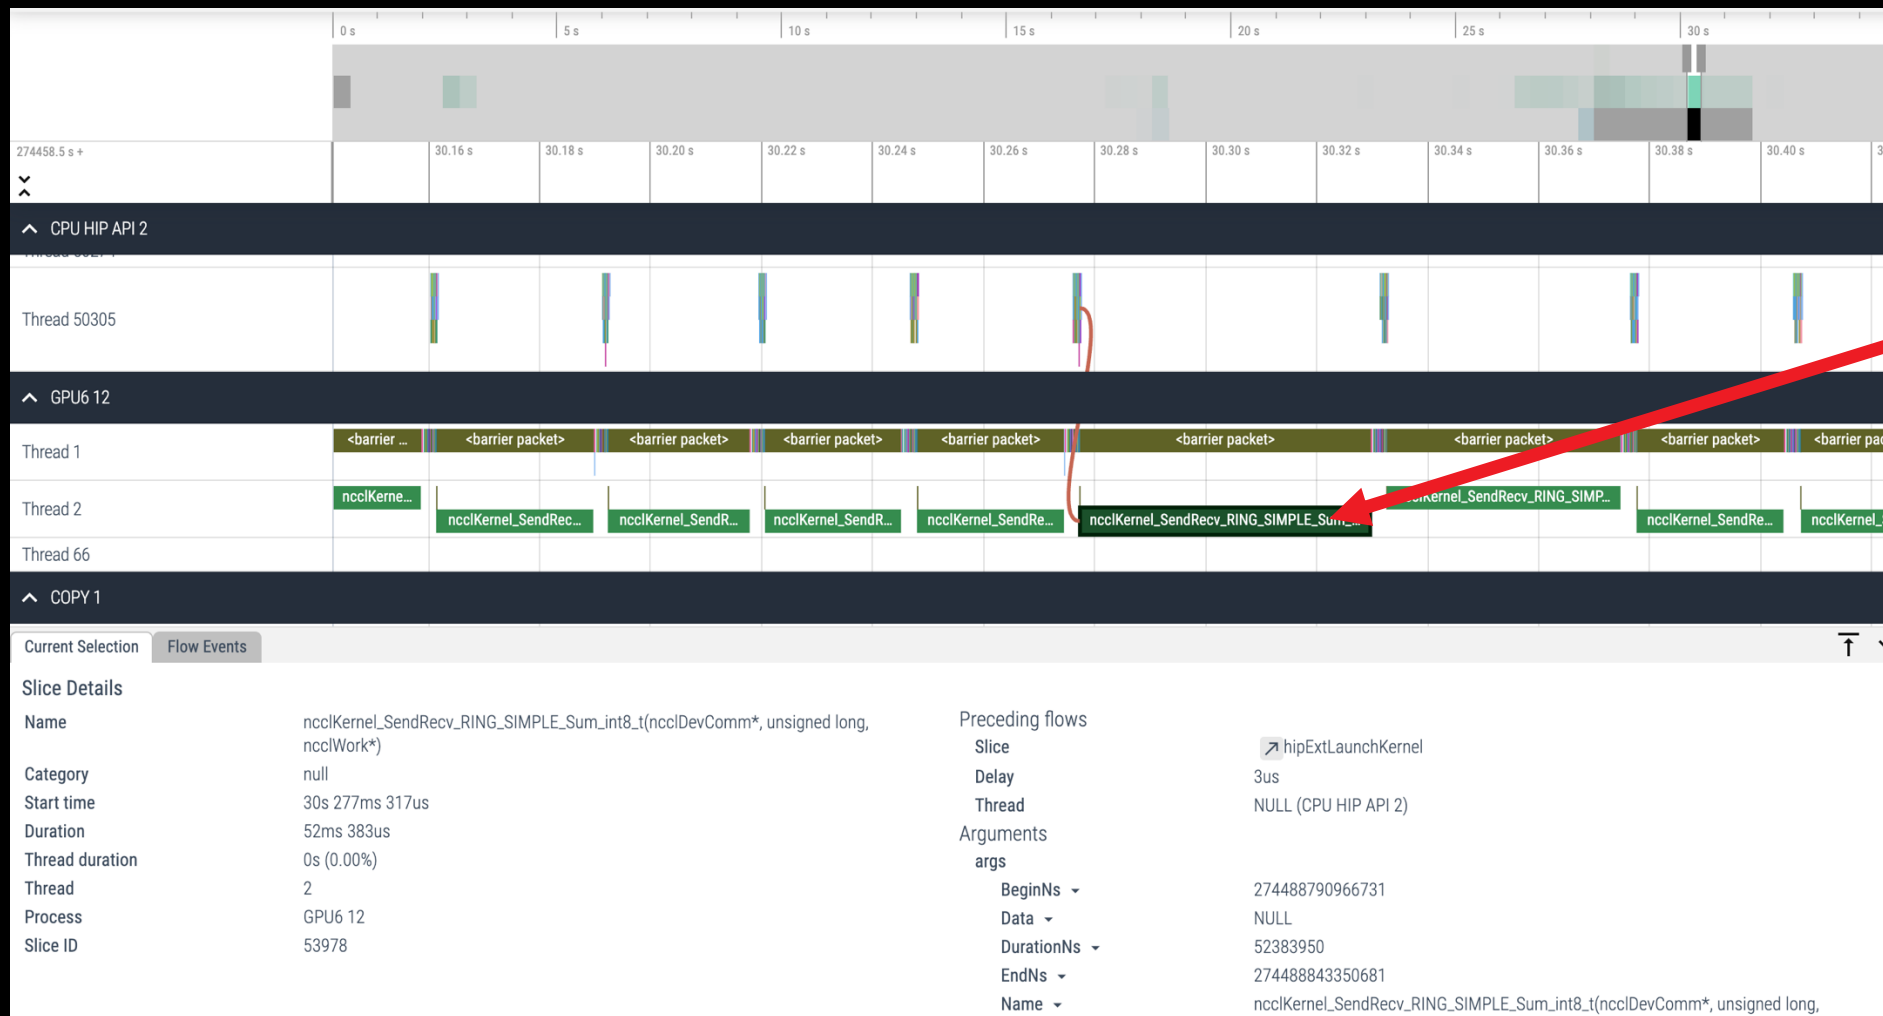 0 s 5 s 10 s 15 s 20 s 25 s 30 s
274458.5 s + 30.16 s 30.18 s 30.20 s 30.22 s 30.24 s 30.26 s 30.28 s 30.30 s 30.32 s 30.34 s 30.36 s 30.38 s 30.40 s 3
CPU HIP API 2
Thread 50305
GPU6 12
Thread 1 <barrier ... <barrier packet> <barrier packet> <barrier packet> <barrier packet> <barrier packet> <barrier packet> <barrier packet> <barrier pac
Thread 2 ncclKerne... ncclKernel_SendRecv_RING_SIMP...
ncclKernel_SendRec... ncclKernel_SendR... ncclKernel_SendR... ncclKernel_SendRe... ncclKernel_SendRecv_RING_SIMPLE_Sum_... ncclKernel_SendRe... ncclKernel_
Thread 66
COPY 1
Current Selection Flow Events
Slice Details
Name ncclKernel_SendRecv_RING_SIMPLE_Sum_int8_t(ncclDevComm*, unsigned long,
ncclWork*)
Category null
Start time 30s 277ms 317us
Duration 52ms 383us
Thread duration 0s (0.00%)
Thread 2
Process GPU6 12
Slice ID 53978
Preceding flows
Slice hipExtLaunchKernel
Delay 3us
Thread NULL (CPU HIP API 2)
Arguments
args
BeginNs 274488790966731
Data NULL
DurationNs 52383950
EndNs 274488843350681
Name ncclKernel_SendRecv_RING_SIMPLE_Sum_int8_t(ncclDevComm*, unsigned long,